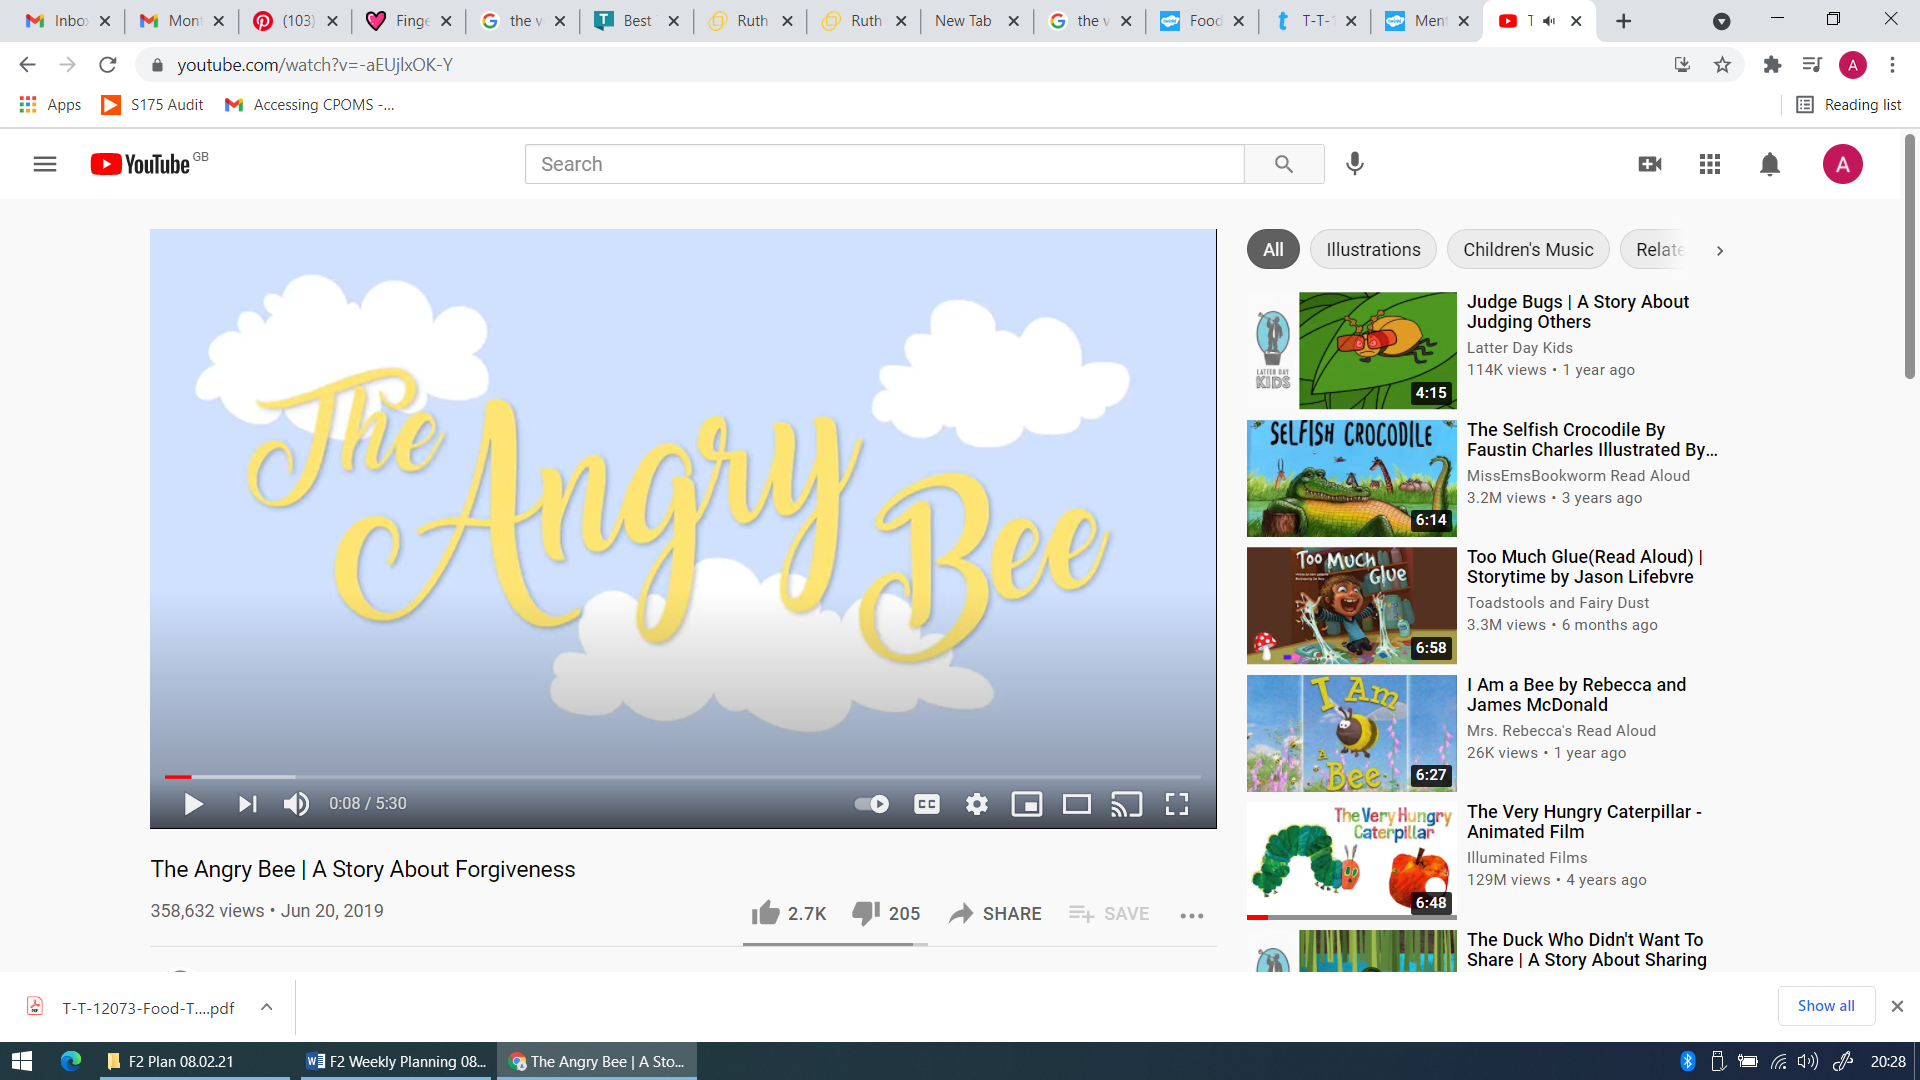 Inbox
Mont
(103)
Finge
the v
Best
Ruth
Ruth
New Tab
the v
Food
T-T-1
Ment
T
youtube.com/watch?v=-aEUjlxOK-Y
A
Apps
S175 Audit
Accessing CPOMS -...
Reading list
YouTube GB
Search
A
The Angry Bee
0:08 / 5:30
CC
The Angry Bee | A Story About Forgiveness
358,632 views • Jun 20, 2019
2.7K
205
SHARE
SAVE
All
Illustrations
Children's Music
Relate
LATTER DAY
KIDS
4:15
Judge Bugs | A Story About
Judging Others
Latter Day Kids
114K views • 1 year ago
SELFISH CROCODILE
6:14
The Selfish Crocodile By
Faustin Charles Illustrated By...
MissEmsBookworm Read Aloud
3.2M views • 3 years ago
Too Much
Glue
6:58
Too Much Glue(Read Aloud) |
Storytime by Jason Lifebvre
Toadstools and Fairy Dust
3.3M views • 6 months ago
I Am
A
Bee
6:27
I Am a Bee by Rebecca and
James McDonald
Mrs. Rebecca's Read Aloud
26K views • 1 year ago
The Very Hungry
Caterpillar
6:48
The Very Hungry Caterpillar -
Animated Film
Illuminated Films
129M views • 4 years ago
The Duck Who Didn't Want To
Share | A Story About Sharing
T-T-12073-Food-T....pdf
Show all
F2 Plan 08.02.21
F2 Weekly Planning 08...
The Angry Bee | A Sto...
20:28